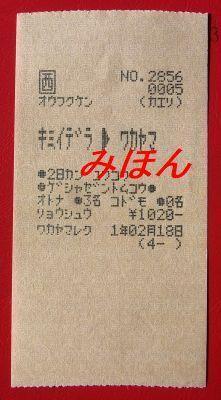 西 NO.2856
0005
オウフクケン (カエリ)
キミイデラ ワカヤマ
みほん
●2日カン ユウコウ
●ゲシャゼントムコウ●
オトナ ●3名 コドモ ●0名
リョウシュウ ¥1020-
ワカヤマレク 1年02月18日
(4-)